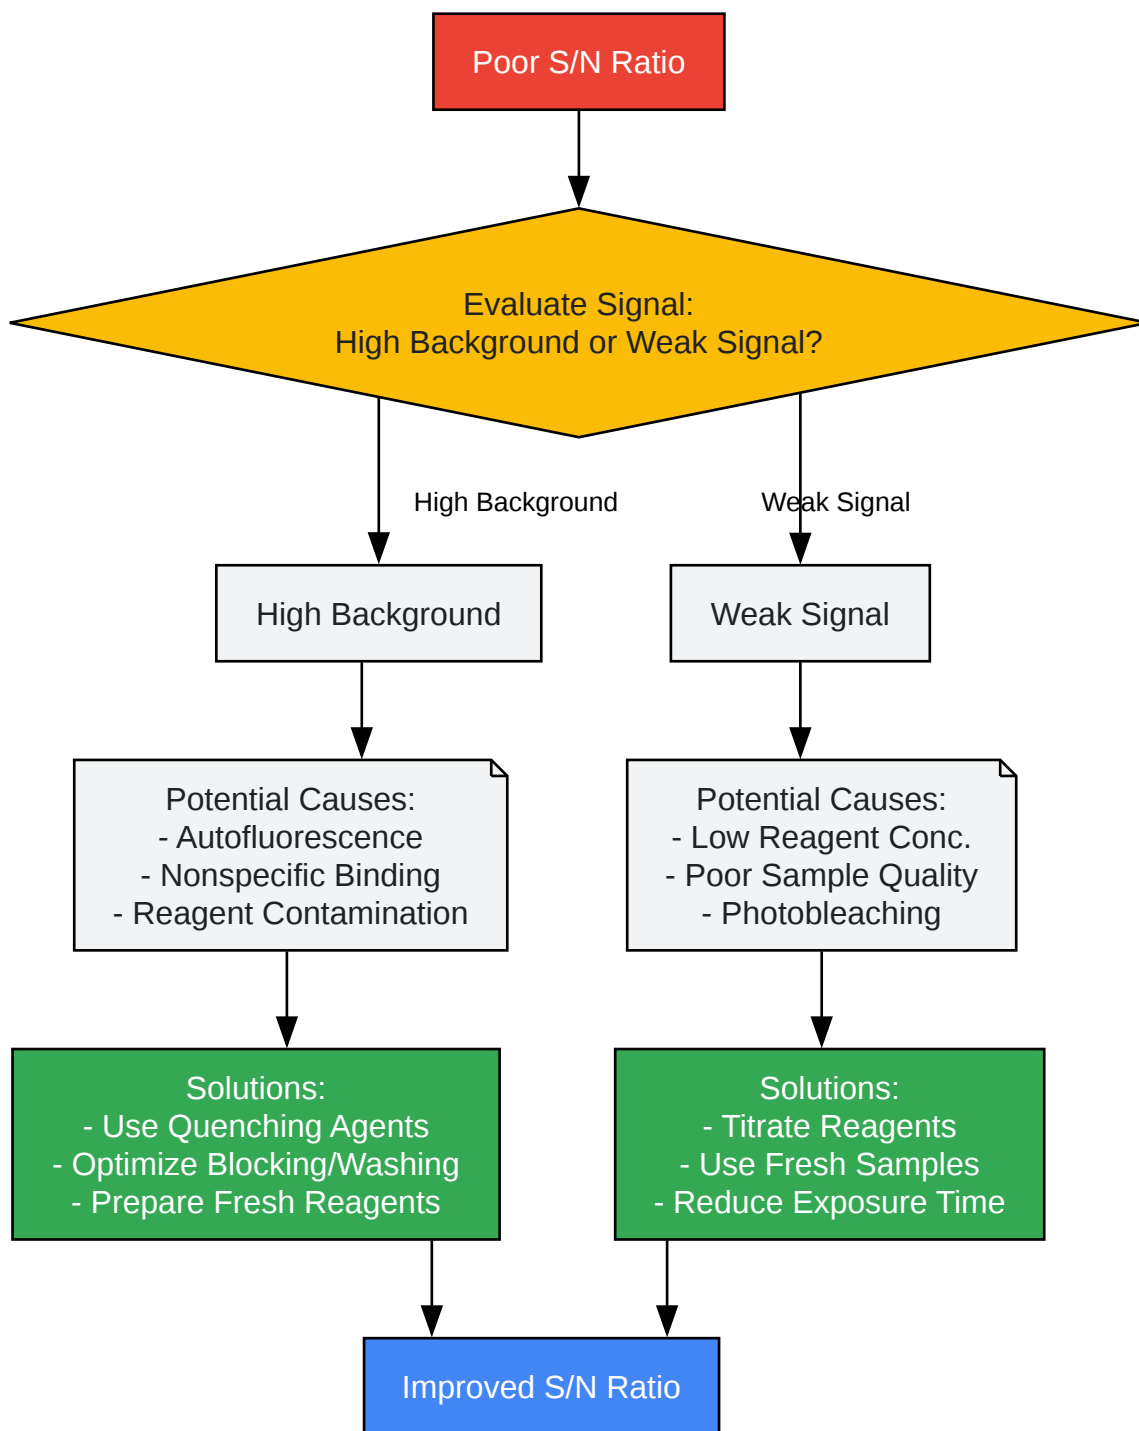 Poor S/N Ratio
Evaluate Signal:
High Background or Weak Signal?
High Background
Weak Signal
High Background
Weak Signal
Potential Causes:
- Autofluorescence
- Nonspecific Binding
- Reagent Contamination
Potential Causes:
- Low Reagent Conc.
- Poor Sample Quality
- Photobleaching
Solutions:
- Use Quenching Agents
- Optimize Blocking/Washing
- Prepare Fresh Reagents
Solutions:
- Titrate Reagents
- Use Fresh Samples
- Reduce Exposure Time
Improved S/N Ratio